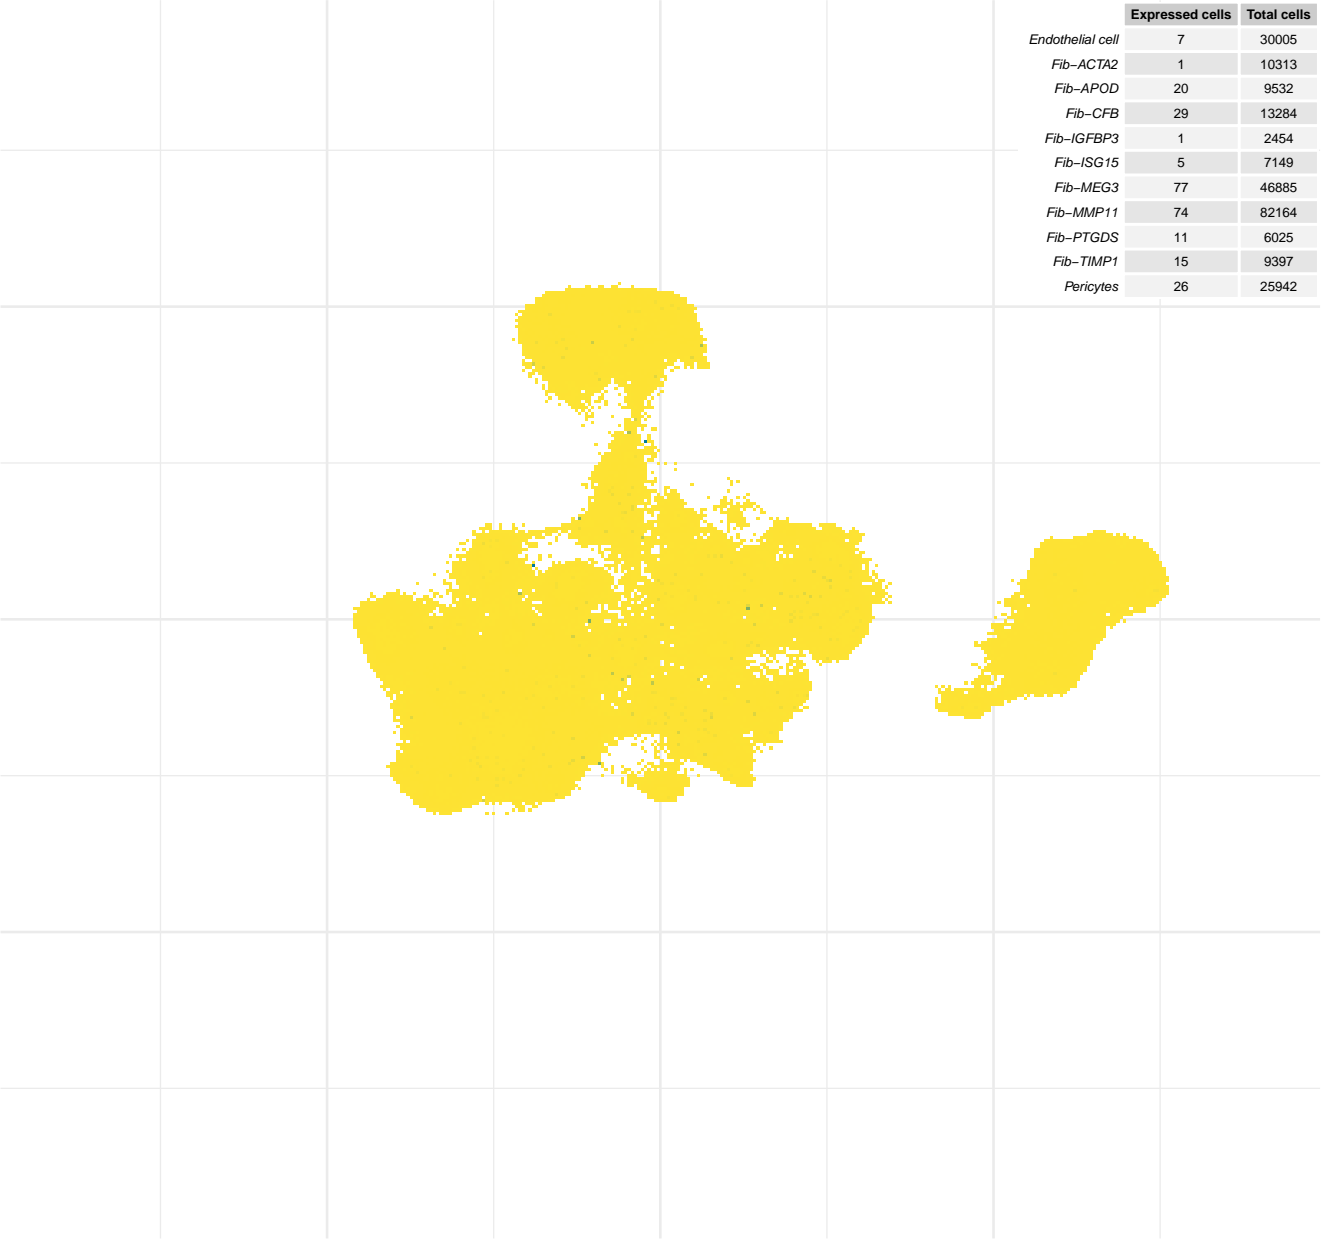 Expressed cells Total cells
Endothelial cell 7 30005
Fib−ACTA2 1 10313
Fib−APOD 20 9532
Fib−CFB 29 13284
Fib−IGFBP3 1 2454
Fib−ISG15 5 7149
Fib−MEG3 77 46885
Fib−MMP11 74 82164
Fib−PTGDS 11 6025
Fib−TIMP1 15 9397
Pericytes 26 25942